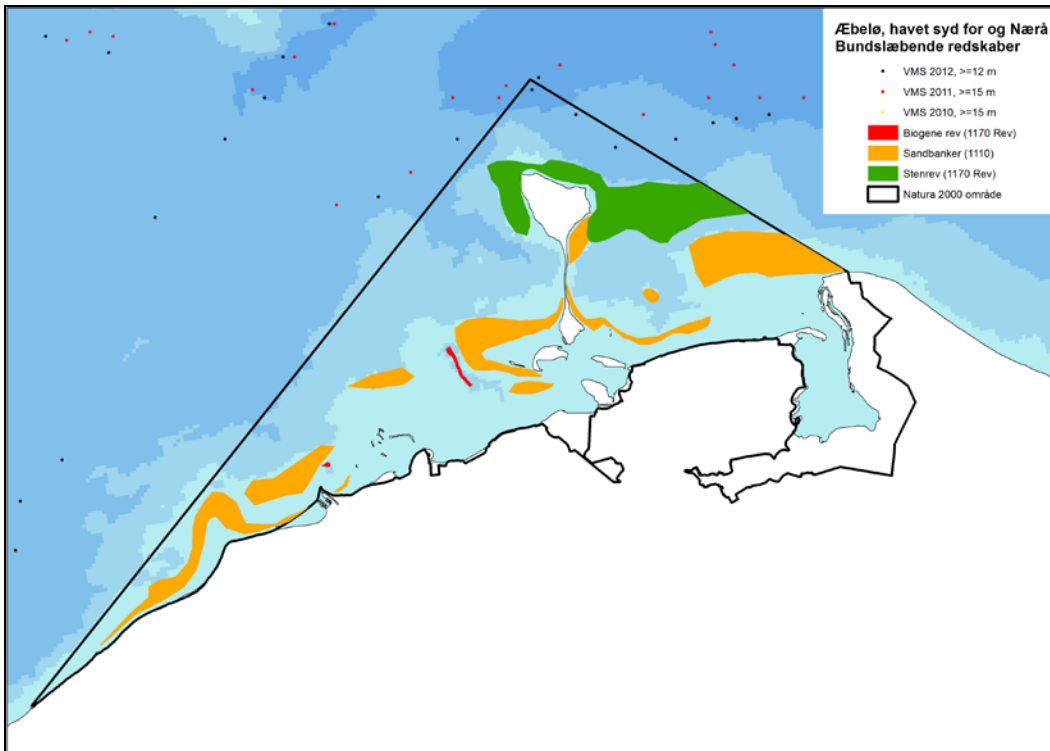 Æbelø, havet syd for og Nærå
Bundslæbende redskaber
VMS 2012, >=12 m
VMS 2011, >=15 m
VMS 2010, >=15 m
Biogene rev (1170 Rev)
Sandbanker (1110)
Stenrev (1170 Rev)
Natura 2000 område